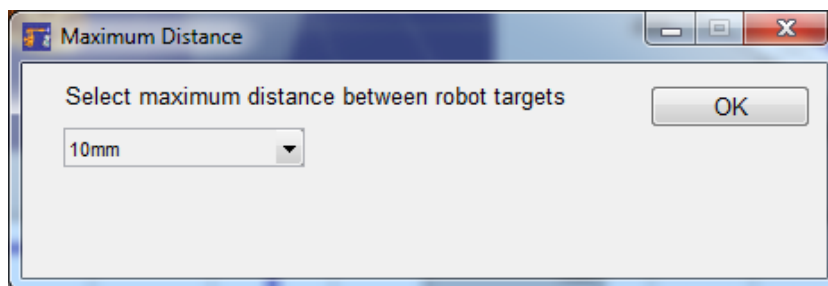 Maximum Distance
Select maximum distance between robot targets
OK
10mm